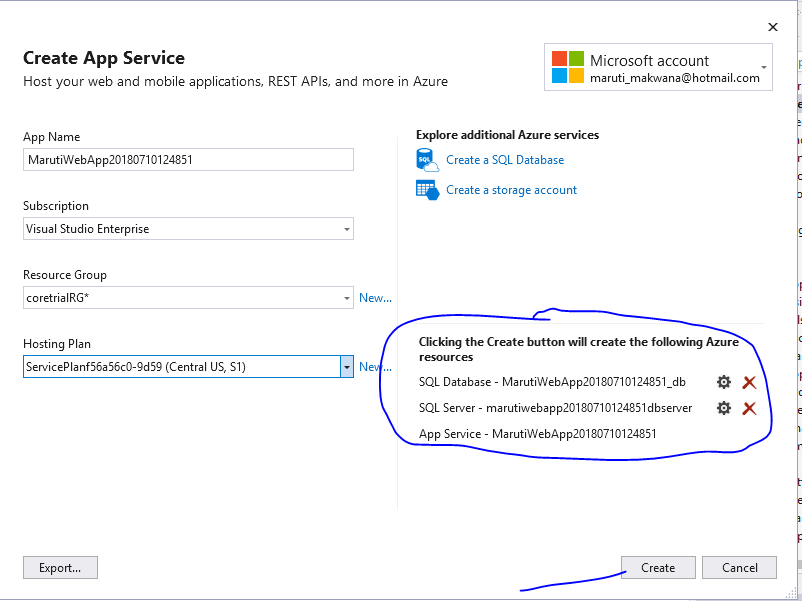 Create App Service
Host your web and mobile applications, REST APIs, and more in Azure
Microsoft account
maruti_makwana@hotmail.com
App Name
MarutiWebApp20180710124851
Subscription
Visual Studio Enterprise
Resource Group
coretrialRG*
New...
Hosting Plan
ServicePlanf56a56c0-9d59 (Central US, S1)
New...
Explore additional Azure services
SQL
Create a SQL Database
Create a storage account
Clicking the Create button will create the following Azure
resources
SQL Database - MarutiWebApp20180710124851_db
SQL Server - marutiwebapp20180710124851dbserver
App Service - MarutiWebApp20180710124851
Export...
Create
Cancel